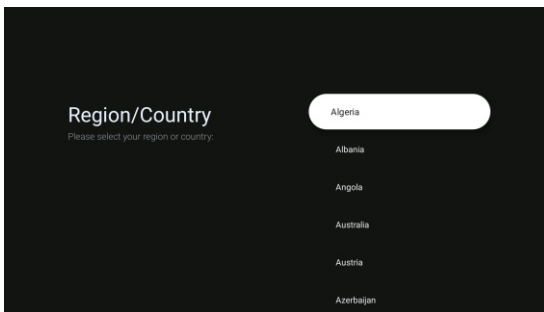 Region/Country
Please select your region or country:
Algeria
Albania
Angola
Australia
Austria
Azerbaijan